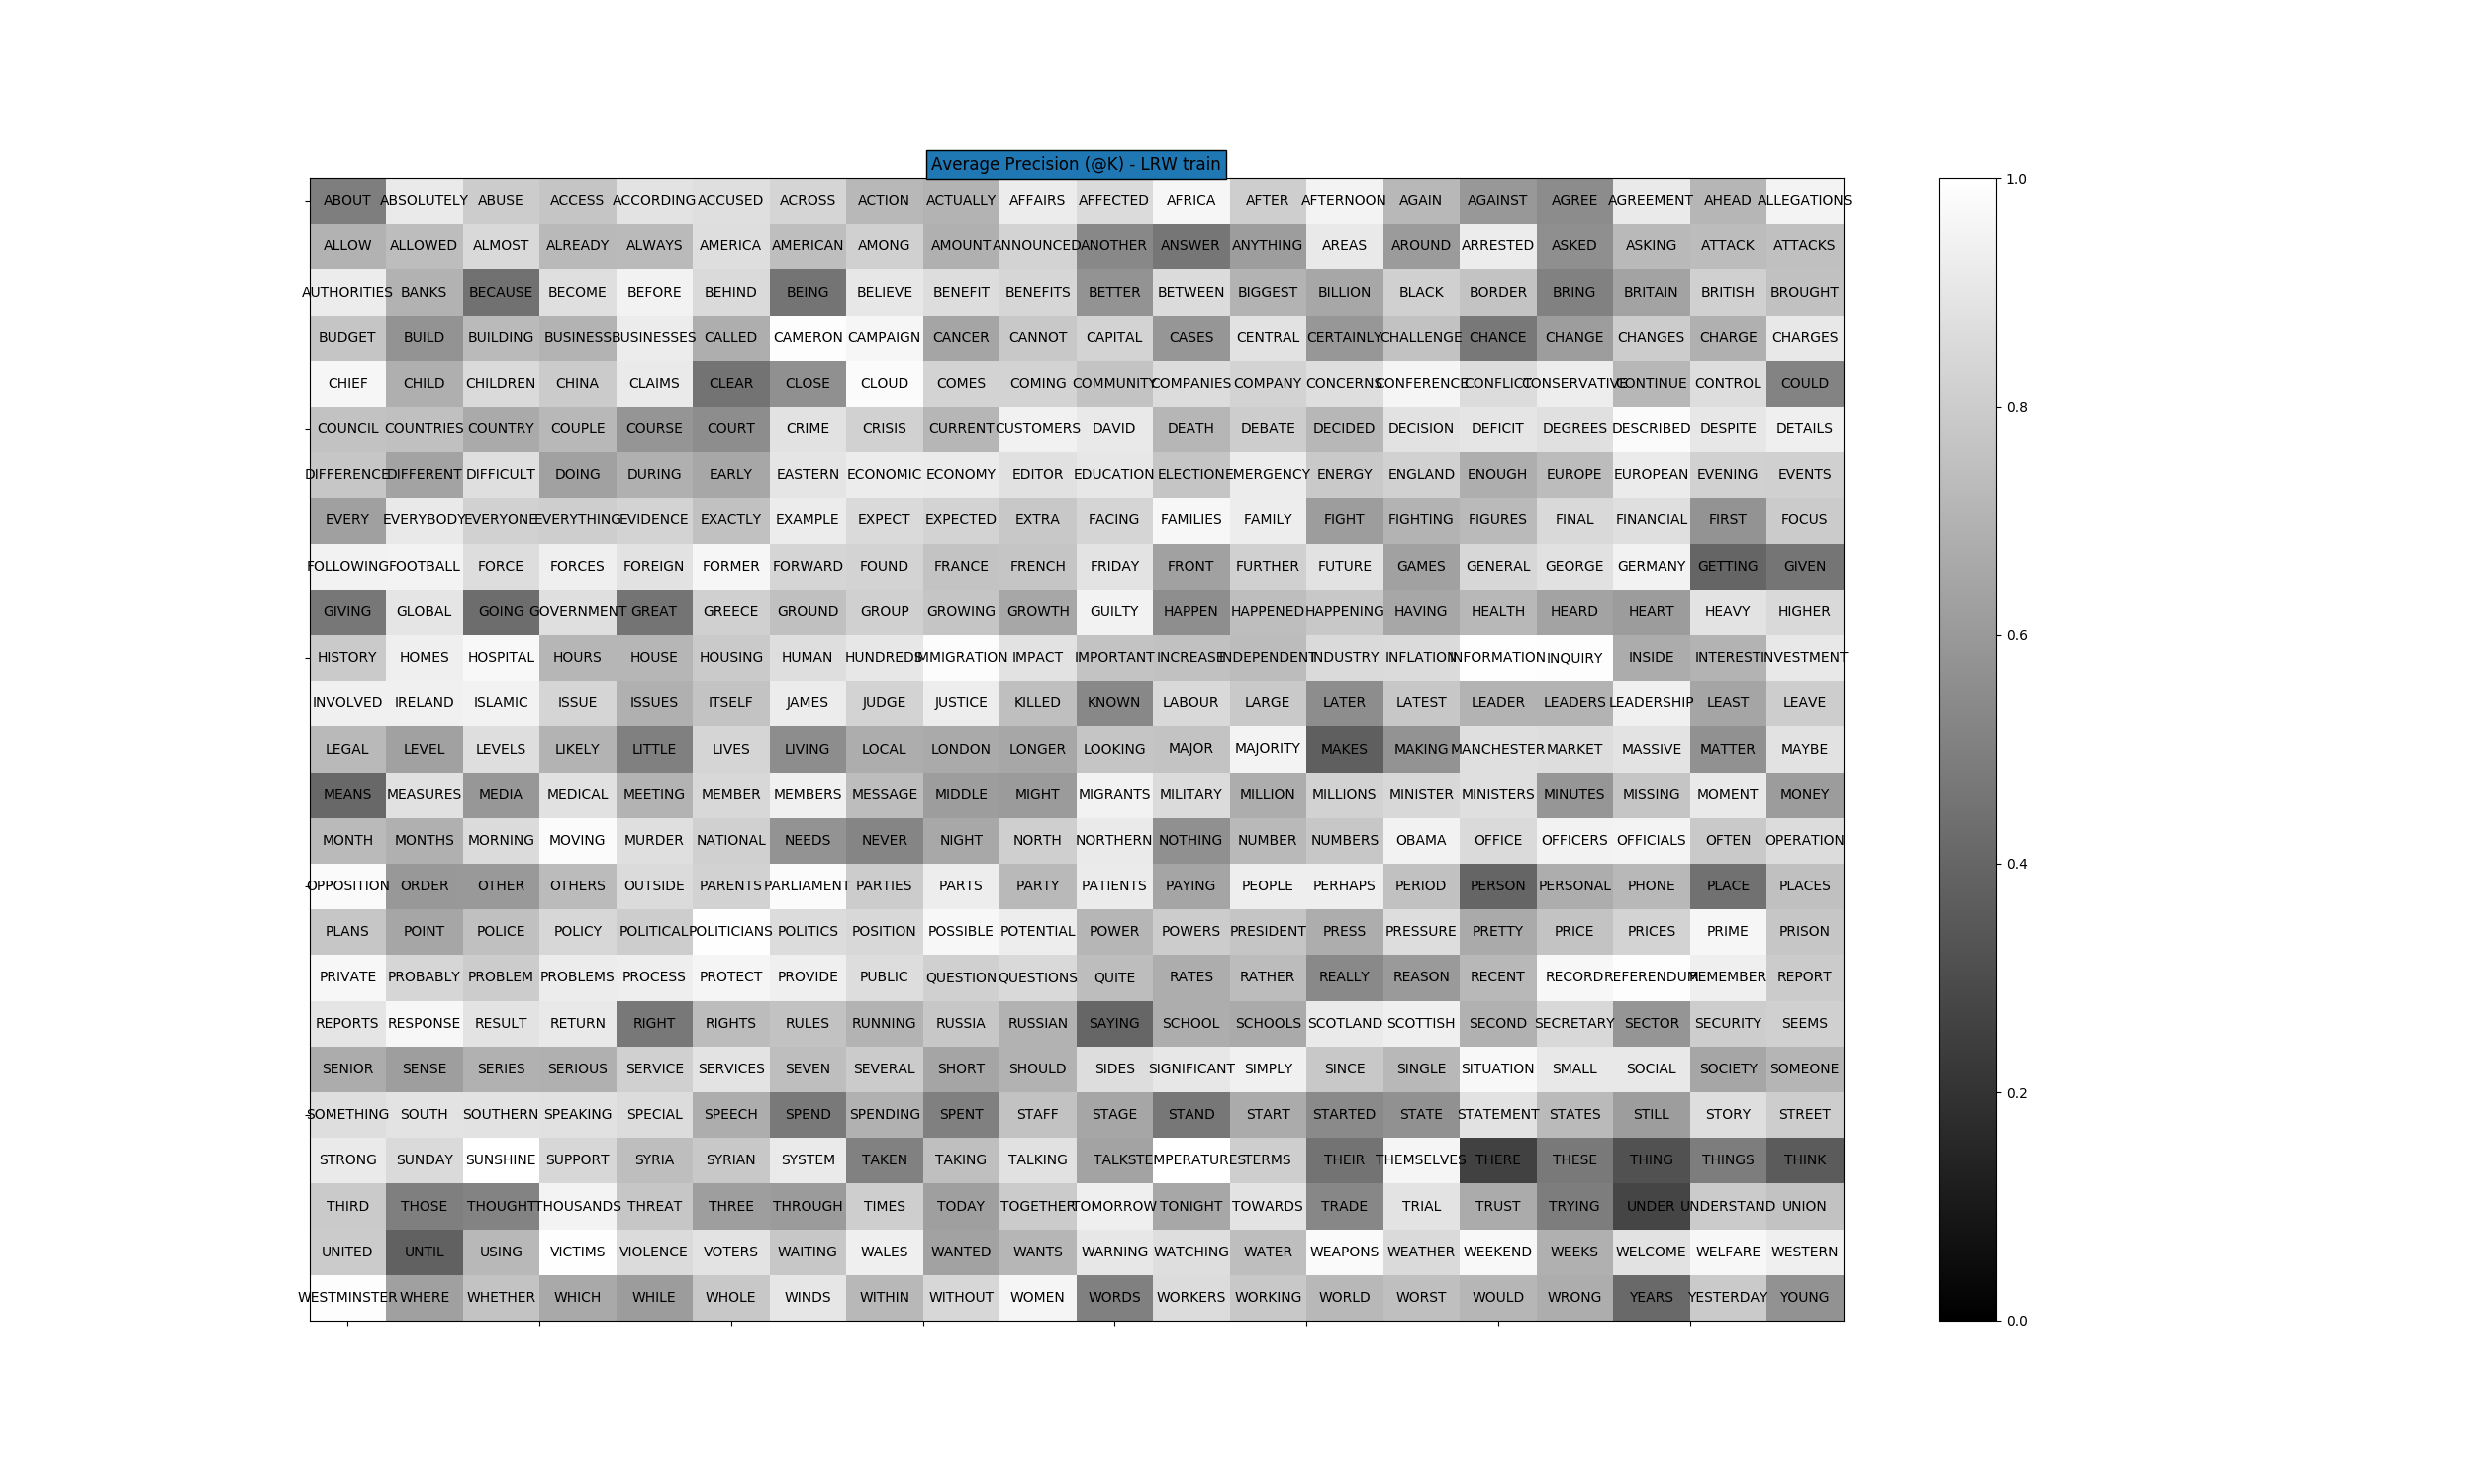 Average Precision (@K) - LRW train
ABOUT ABSOLUTELY ABUSE ACCESS ACCORDING ACCUSED ACROSS ACTION ACTUALLY AFFAIRS AFFECTED AFRICA AFTER AFTERNOON AGAIN AGAINST AGREE AGREEMENT AHEAD ALLEGATIONS 1.0
ALLOW ALLOWED ALMOST ALREADY ALWAYS AMERICA AMERICAN AMONG AMOUNT ANNOUNCED ANOTHER ANSWER ANYTHING AREAS AROUND ARRESTED ASKED ASKING ATTACK ATTACKS
AUTHORITIES BANKS BECAUSE BECOME BEFORE BEHIND BEING BELIEVE BENEFIT BENEFITS BETTER BETWEEN BIGGEST BILLION BLACK BORDER BRING BRITAIN BRITISH BROUGHT
BUDGET BUILD BUILDING BUSINESS BUSINESSES CALLED CAMERON CAMPAIGN CANCER CANNOT CAPITAL CASES CENTRAL CERTAINLY CHALLENGE CHANCE CHANGE CHANGES CHARGE CHARGES
CHIEF CHILD CHILDREN CHINA CLAIMS CLEAR CLOSE CLOUD COMES COMING COMMUNITY COMPANIES COMPANY CONCERNS CONFERENCE CONFLICT CONSERVATIVE CONTINUE CONTROL COULD
0.8
COUNCIL COUNTRIES COUNTRY COUPLE COURSE COURT CRIME CRISIS CURRENT CUSTOMERS DAVID DEATH DEBATE DECIDED DECISION DEFICIT DEGREES DESCRIBED DESPITE DETAILS
DIFFERENCE DIFFERENT DIFFICULT DOING DURING EARLY EASTERN ECONOMIC ECONOMY EDITOR EDUCATION ELECTION EMERGENCY ENERGY ENGLAND ENOUGH EUROPE EUROPEAN EVENING EVENTS
EVERY EVERYBODY EVERYONE EVERYTHING EVIDENCE EXACTLY EXAMPLE EXPECT EXPECTED EXTRA FACING FAMILIES FAMILY FIGHT FIGHTING FIGURES FINAL FINANCIAL FIRST FOCUS
FOLLOWING FOOTBALL FORCE FORCES FOREIGN FORMER FORWARD FOUND FRANCE FRENCH FRIDAY FRONT FURTHER FUTURE GAMES GENERAL GEORGE GERMANY GETTING GIVEN
GIVING GLOBAL GOING GOVERNMENT GREAT GREECE GROUND GROUP GROWING GROWTH GUILTY HAPPEN HAPPENED HAPPENING HAVING HEALTH HEARD HEART HEAVY HIGHER
0.6
HISTORY HOMES HOSPITAL HOURS HOUSE HOUSING HUMAN HUNDREDS IMMIGRATION IMPACT IMPORTANT INCREASE INDEPENDENT INDUSTRY INFLATION INFORMATION INQUIRY INSIDE INTEREST INVESTMENT
INVOLVED IRELAND ISLAMIC ISSUE ISSUES ITSELF JAMES JUDGE JUSTICE KILLED KNOWN LABOUR LARGE LATER LATEST LEADER LEADERS LEADERSHIP LEAST LEAVE
LEGAL LEVEL LEVELS LIKELY LITTLE LIVES LIVING LOCAL LONDON LONGER LOOKING MAJOR MAJORITY MAKES MAKING MANCHESTER MARKET MASSIVE MATTER MAYBE
MEANS MEASURES MEDIA MEDICAL MEETING MEMBER MEMBERS MESSAGE MIDDLE MIGHT MIGRANTS MILITARY MILLION MILLIONS MINISTER MINISTERS MINUTES MISSING MOMENT MONEY
MONTH MONTHS MORNING MOVING MURDER NATIONAL NEEDS NEVER NIGHT NORTH NORTHERN NOTHING NUMBER NUMBERS OBAMA OFFICE OFFICERS OFFICIALS OFTEN OPERATION
0.4
OPPOSITION ORDER OTHER OTHERS OUTSIDE PARENTS PARLIAMENT PARTIES PARTS PARTY PATIENTS PAYING PEOPLE PERHAPS PERIOD PERSON PERSONAL PHONE PLACE PLACES
PLANS POINT POLICE POLICY POLITICAL POLITICIANS POLITICS POSITION POSSIBLE POTENTIAL POWER POWERS PRESIDENT PRESS PRESSURE PRETTY PRICE PRICES PRIME PRISON
PRIVATE PROBABLY PROBLEM PROBLEMS PROCESS PROTECT PROVIDE PUBLIC QUESTION QUESTIONS QUITE RATES RATHER REALLY REASON RECENT RECORD REFERENDUM REMEMBER REPORT
REPORTS RESPONSE RESULT RETURN RIGHT RIGHTS RULES RUNNING RUSSIA RUSSIAN SAYING SCHOOL SCHOOLS SCOTLAND SCOTTISH SECOND SECRETARY SECTOR SECURITY SEEMS
SENIOR SENSE SERIES SERIOUS SERVICE SERVICES SEVEN SEVERAL SHORT SHOULD SIDES SIGNIFICANT SIMPLY SINCE SINGLE SITUATION SMALL SOCIAL SOCIETY SOMEONE
0.2
SOMETHING SOUTH SOUTHERN SPEAKING SPECIAL SPEECH SPEND SPENDING SPENT STAFF STAGE STAND START STARTED STATE STATEMENT STATES STILL STORY STREET
STRONG SUNDAY SUNSHINE SUPPORT SYRIA SYRIAN SYSTEM TAKEN TAKING TALKING TALKS TEMPERATURES TERMS THEIR THEMSELVES THERE THESE THING THINGS THINK
THIRD THOSE THOUGHT THOUSANDS THREAT THREE THROUGH TIMES TODAY TOGETHER TOMORROW TONIGHT TOWARDS TRADE TRIAL TRUST TRYING UNDER UNDERSTAND UNION
UNITED UNTIL USING VICTIMS VIOLENCE VOTERS WAITING WALES WANTED WANTS WARNING WATCHING WATER WEAPONS WEATHER WEEKEND WEEKS WELCOME WELFARE WESTERN
WESTMINSTER WHERE WHETHER WHICH WHILE WHOLE WINDS WITHIN WITHOUT WOMEN WORDS WORKERS WORKING WORLD WORST WOULD WRONG YEARS YESTERDAY YOUNG
0.0